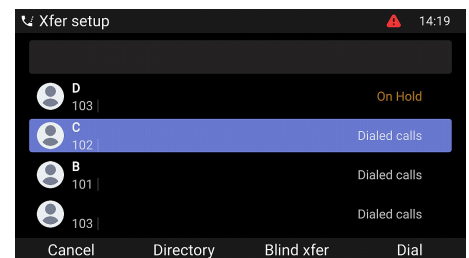 Xfer setup 14:19
D
103 On Hold
C
102 Dialed calls
B
101 Dialed calls
103 Dialed calls
Cancel Directory Blind xfer Dial